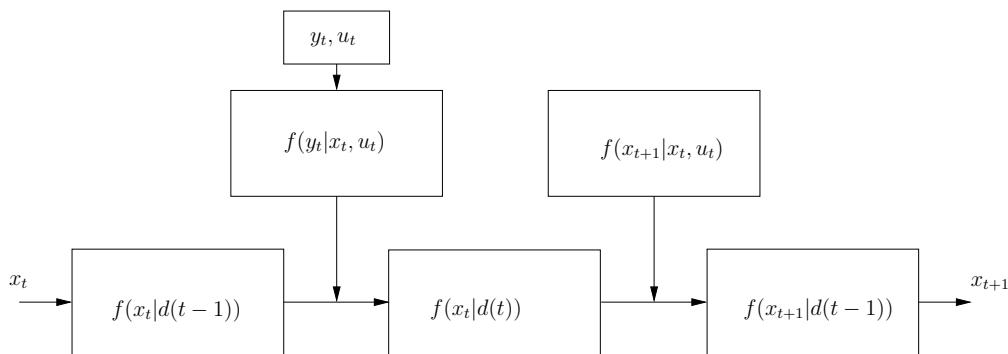 y_t, u_t
f(y_t|x_t, u_t)
f(x_{t+1}|x_t, u_t)
x_t
f(x_t|d(t − 1))
f(x_t|d(t))
f(x_{t+1}|d(t − 1))
x_{t+1}